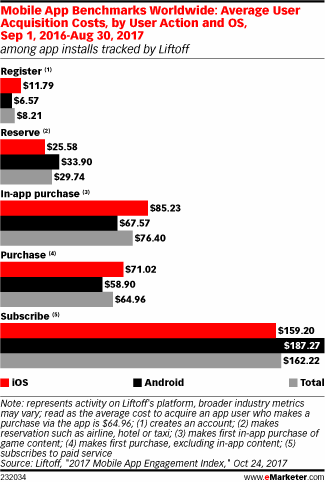 Mobile App Benchmarks Worldwide: Average User
Acquisition Costs, by User Action and OS,
Sep 1, 2016-Aug 30, 2017
among app installs tracked by Liftoff
Register (1)
$11.79
$6.57
$8.21
Reserve (2)
$25.58
$33.90
$29.74
In-app purchase (3)
$85.23
$67.57
$76.40
Purchase (4)
$71.02
$58.90
$64.96
Subscribe (5)
$159.20
$187.27
$162.22
iOS Android Total
Note: represents activity on Liftoff's platform, broader industry metrics
may vary; read as the average cost to acquire an app user who makes a
purchase via the app is $64.96; (1) creates an account; (2) makes
reservation such as airline, hotel or taxi; (3) makes first in-app purchase of
game content; (4) makes first purchase, excluding in-app content; (5)
subscribes to paid service
Source: Liftoff, "2017 Mobile App Engagement Index," Oct 24, 2017
232034 www.eMarketer.com